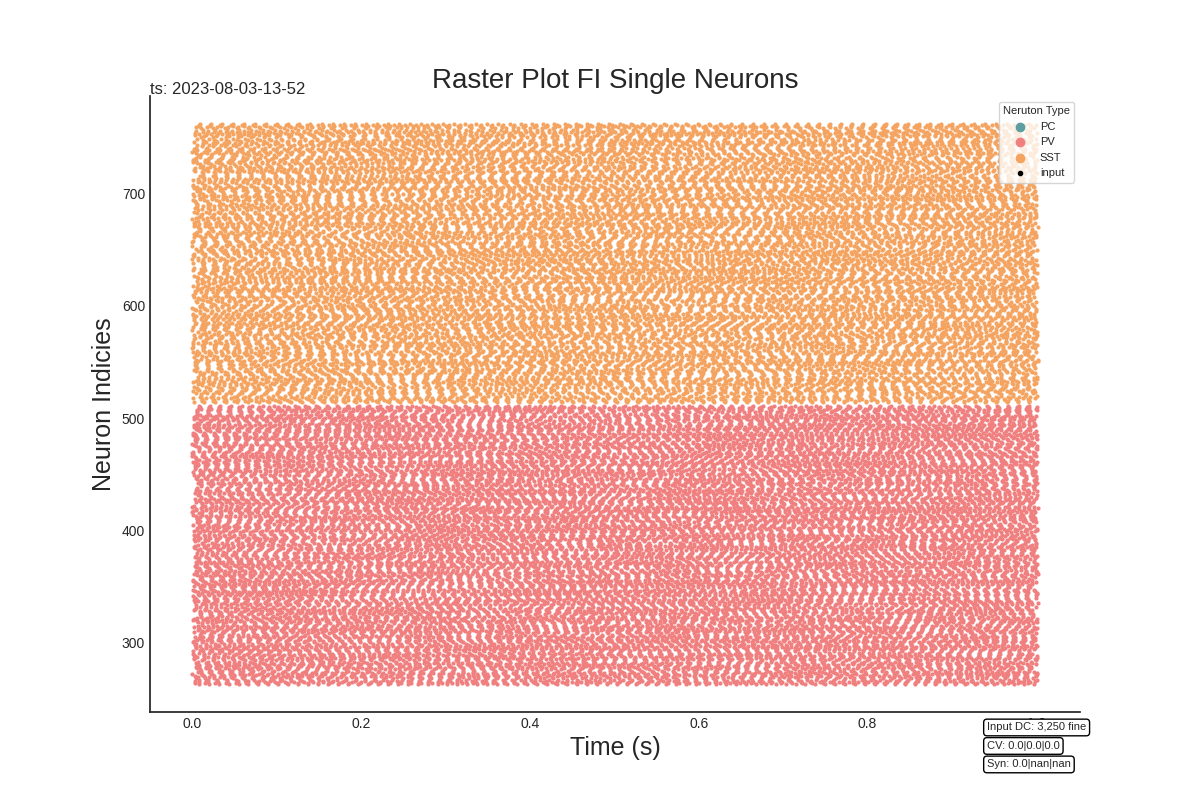 Raster Plot FI Single Neurons
ts: 2023-08-03-13-52
Neruton Type
PC
PV
SST
input
700
600
500
400
300
Neuron Indicies
0.0
0.2
0.4
0.6
0.8
Time (s)
Input DC: 3,250 fine
CV: 0.0|0.0|0.0
Syn: 0.0|nan|nan